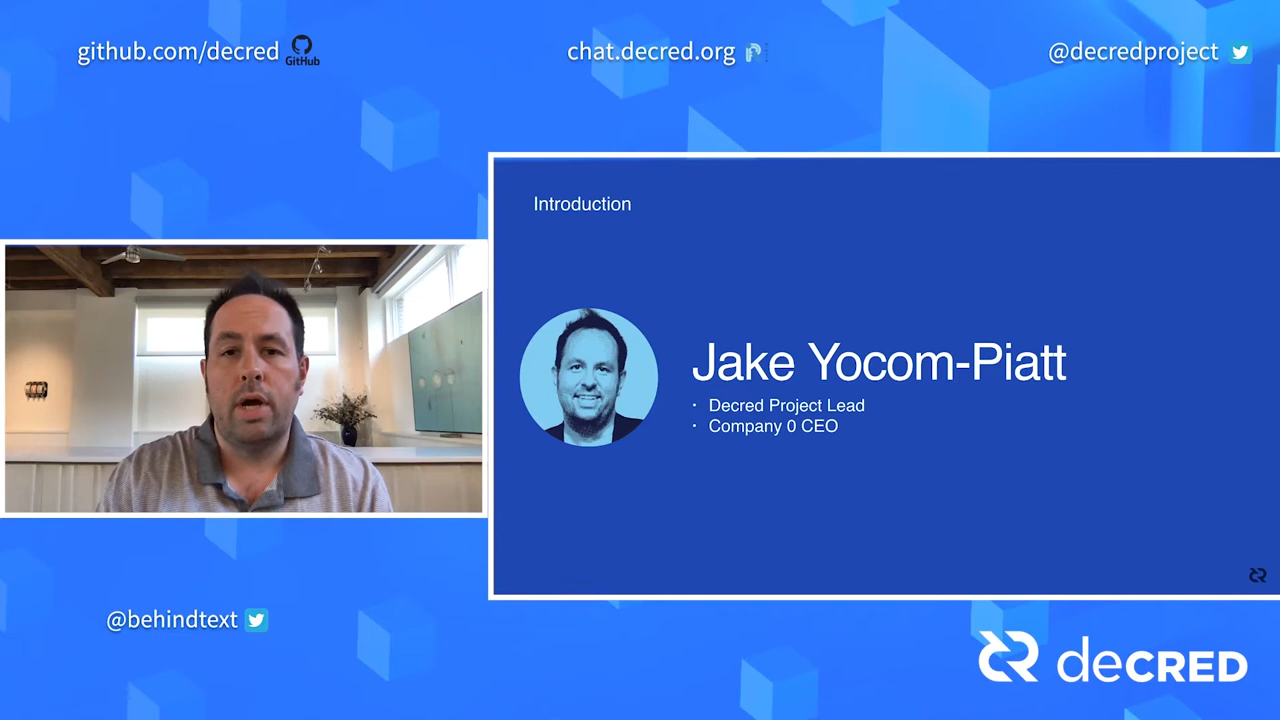 github.com/decred
GitHub
chat.decred.org
@decredproject
Introduction
Jake Yocom-Piatt
· Decred Project Lead
· Company 0 CEO
@behindtext
deCRED